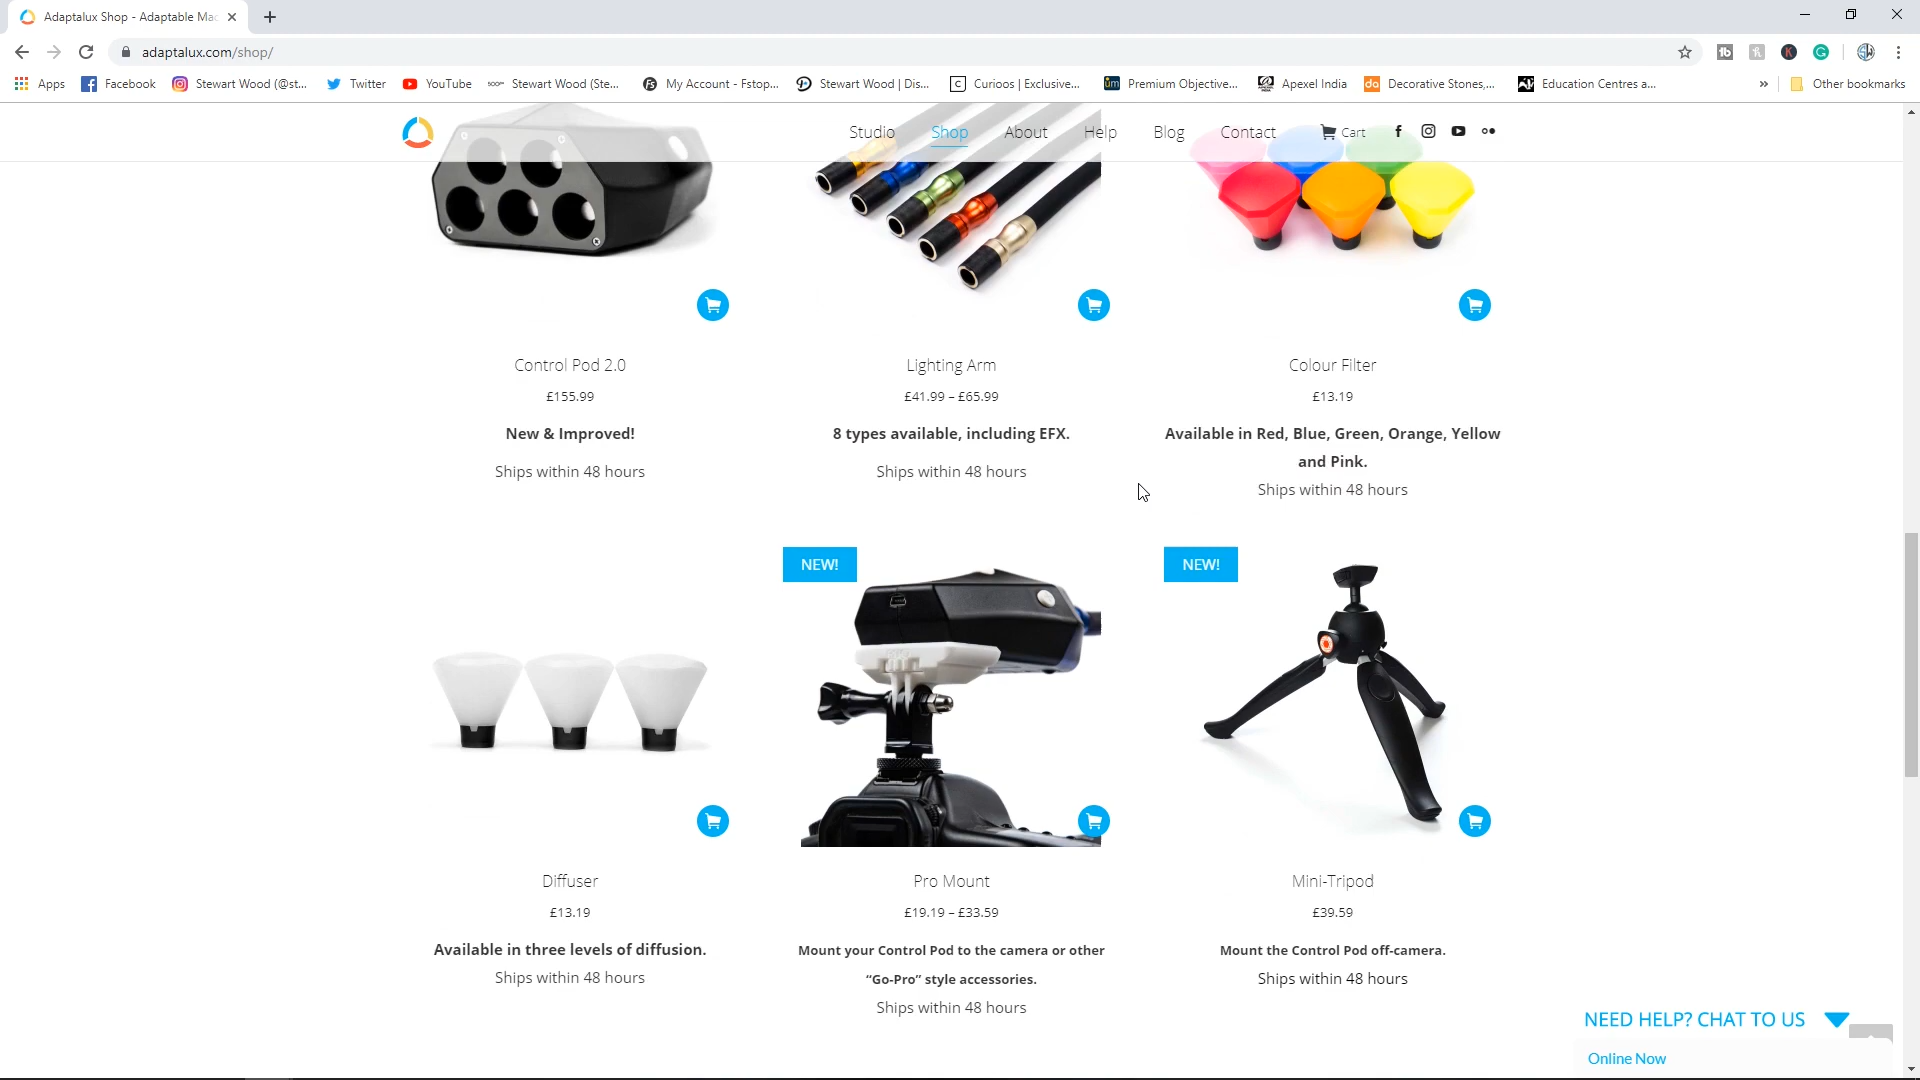 Adaptalux Shop - Adaptable Mac
adaptalux.com/shop/
Apps
Facebook
Stewart Wood (@st...
Twitter
YouTube
Stewart Wood (Ste...
My Account - Fstop...
Stewart Wood | Dis...
Curioos | Exclusive...
Premium Objective...
Apexel India
Decorative Stones,...
Education Centres a...
Other bookmarks
Studio
Shop
About
Help
Blog
Contact
Cart
Control Pod 2.0
£155.99
New & Improved!
Ships within 48 hours
Lighting Arm
£41.99 – £65.99
8 types available, including EFX.
Ships within 48 hours
Colour Filter
£13.19
Available in Red, Blue, Green, Orange, Yellow
and Pink.
Ships within 48 hours
Diffuser
£13.19
Available in three levels of diffusion.
Ships within 48 hours
NEW!
Pro Mount
£19.19 – £33.59
Mount your Control Pod to the camera or other
“Go-Pro” style accessories.
Ships within 48 hours
NEW!
Mini-Tripod
£39.59
Mount the Control Pod off-camera.
Ships within 48 hours
NEED HELP? CHAT TO US
Online Now